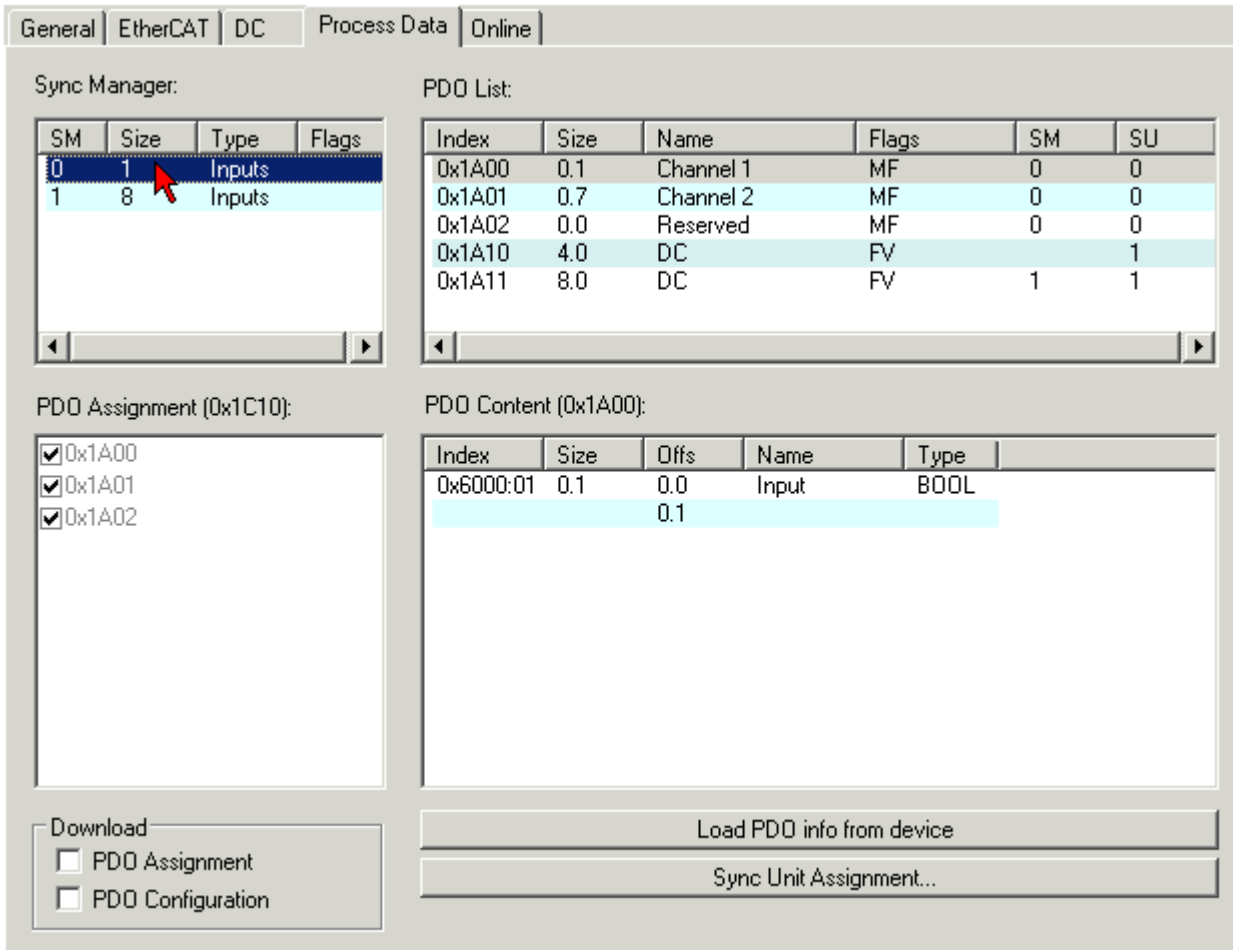 General EtherCAT DC Process Data Online
Sync Manager:
SM Size Type Flags
0 1 Inputs
1 8 Inputs
PDO List:
Index Size Name Flags SM SU
0x1A00 0.1 Channel 1 MF 0 0
0x1A01 0.7 Channel 2 MF 0 0
0x1A02 0.0 Reserved MF 0 0
0x1A10 4.0 DC FV 1
0x1A11 8.0 DC FV 1 1
PDO Assignment (0x1C10):
0x1A00
0x1A01
0x1A02
PDO Content (0x1A00):
Index Size Offs Name Type
0x6000:01 0.1 0.0 Input BOOL
0.1
Download
PDO Assignment
PDO Configuration
Load PDO info from device
Sync Unit Assignment...